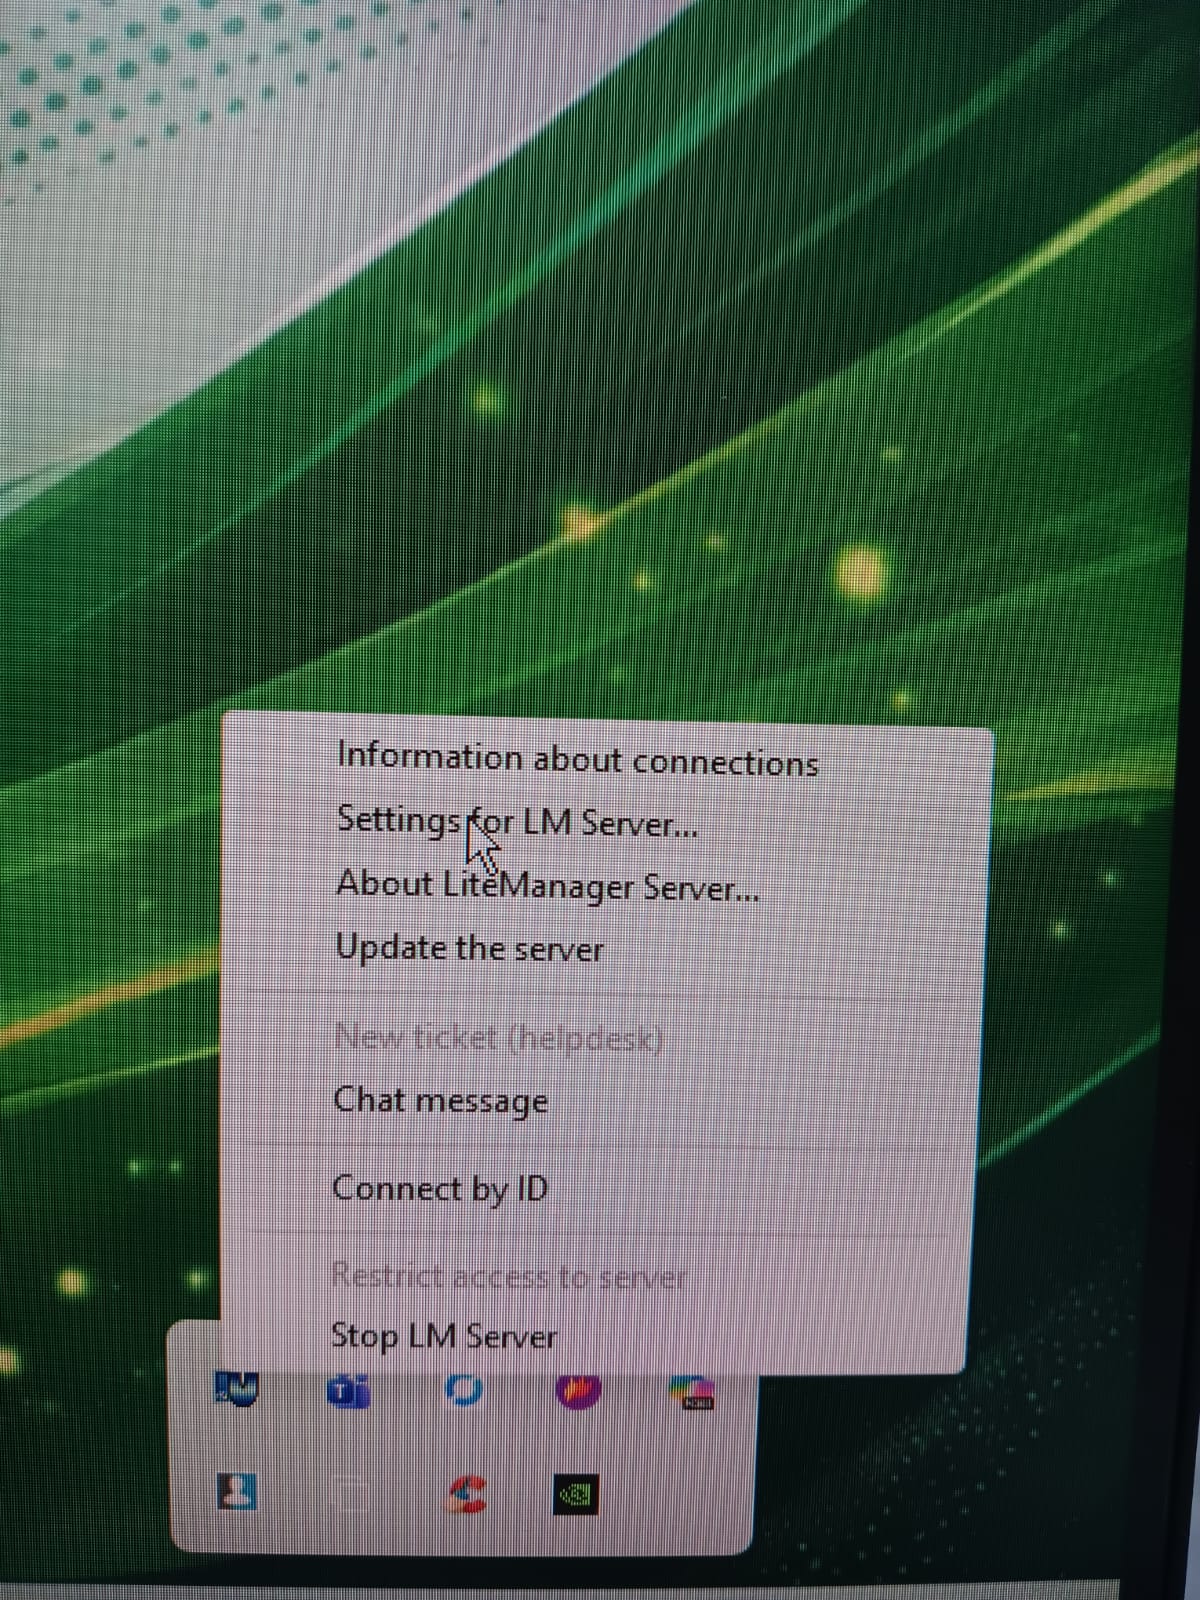 Information about connections
Settings for LM Server...
About LiteManager Server...
Update the server
New ticket (helpdesk)
Chat message
Connect by ID
Restrict access to server
Stop LM Server
T